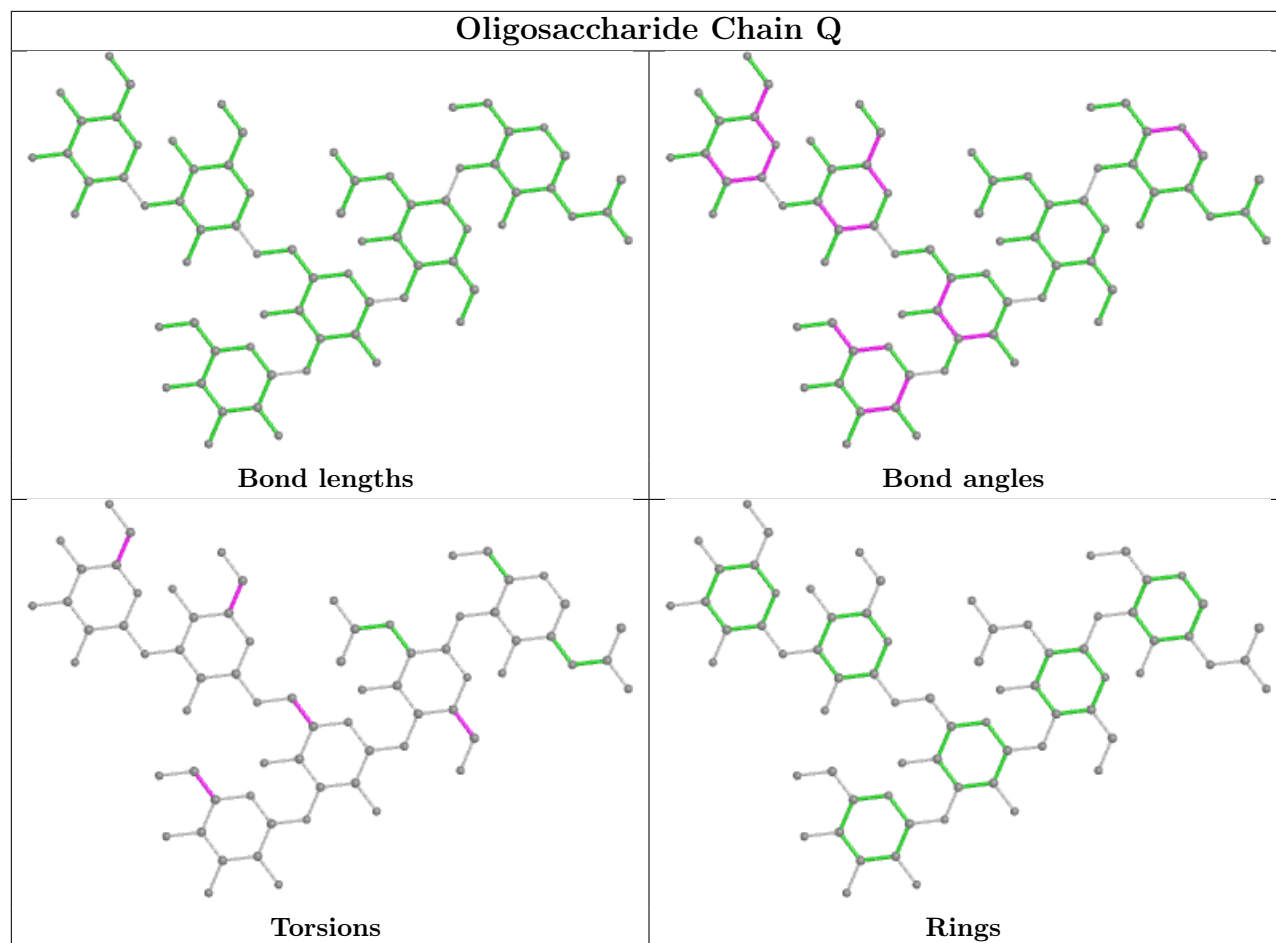 Oligosaccharide Chain Q
Bond lengths
Bond angles
Torsions
Rings